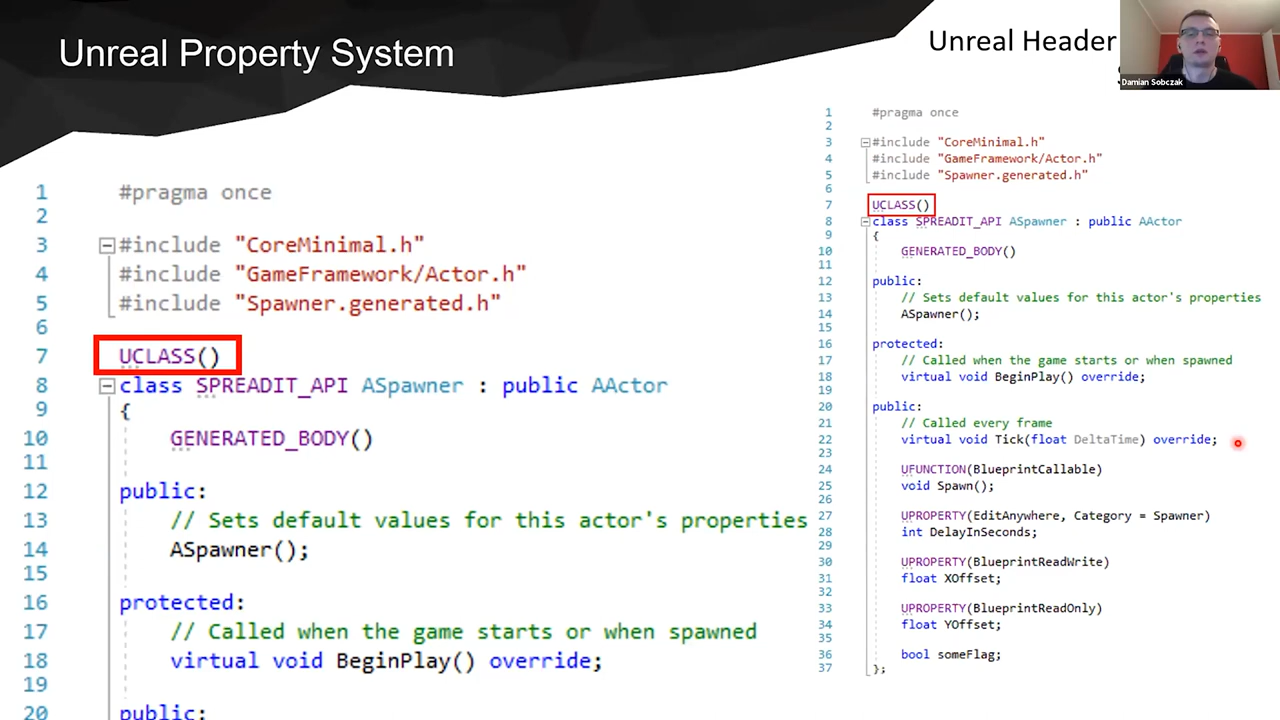 Unreal Property System
Unreal Header
Damian Sobczak
1 #pragma once
2
3 #include "CoreMinimal.h"
4 #include "GameFramework/Actor.h"
5 #include "Spawner.generated.h"
6
7 UCLASS()
8 class SPREADIT_API ASpawner : public AActor
9 {
10 GENERATED_BODY()
11
12 public:
13 // Sets default values for this actor's properties
14 ASpawner();
15
16 protected:
17 // Called when the game starts or when spawned
18 virtual void BeginPlay() override;
19
20 public:
1 #pragma once
2
3 #include "CoreMinimal.h"
4 #include "GameFramework/Actor.h"
5 #include "Spawner.generated.h"
6
7 UCLASS()
8 class SPREADIT_API ASpawner : public AActor
9 {
10 GENERATED_BODY()
11
12 public:
13 // Sets default values for this actor's properties
14 ASpawner();
15
16 protected:
17 // Called when the game starts or when spawned
18 virtual void BeginPlay() override;
19
20 public:
21 // Called every frame
22 virtual void Tick(float DeltaTime) override;
23
24 UFUNCTION(BlueprintCallable)
25 void Spawn();
26
27 UPROPERTY(EditAnywhere, Category = Spawner)
28 int DelayInSeconds;
29
30 UPROPERTY(BlueprintReadWrite)
31 float XOffset;
32
33 UPROPERTY(BlueprintReadOnly)
34 float YOffset;
35
36 bool someFlag;
37 };